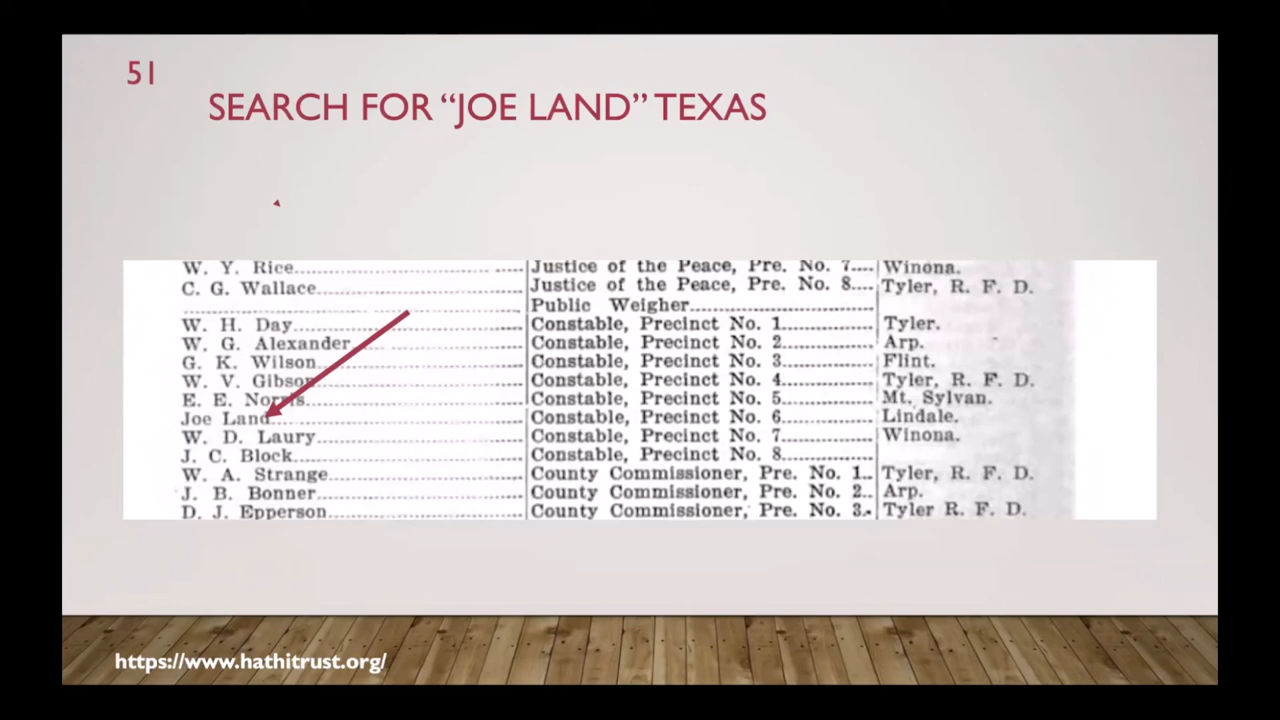 51
SEARCH FOR “JOE LAND” TEXAS
W. Y. Rice........................................ ..... Justice of the Peace, Pre. No. 7.... Winona.
C. G. Wallace........................................ Justice of the Peace, Pre. No. 8.... Tyler, R. F. D.
........................................ Public Weigher........................................
W. H. Day........................................ Constable, Precinct No. 1.................. Tyler.
W. G. Alexander........................................ Constable, Precinct No. 2.................. Arp.
G. K. Wilson........................................ Constable, Precinct No. 3.................. Flint.
W. V. Gibson........................................ Constable, Precinct No. 4.................. Tyler, R. F. D.
E. E. Norris........................................ Constable, Precinct No. 5.................. Mt. Sylvan.
Joe Land........................................ Constable, Precinct No. 6.................. Lindale.
W. D. Laury........................................ Constable, Precinct No. 7.................. Winona.
J. C. Block........................................ Constable, Precinct No. 8..................
W. A. Strange........................................ County Commissioner, Pre. No. 1.. Tyler, R. F. D.
J. B. Bonner........................................ County Commissioner, Pre. No. 2.. Arp.
D. J. Epperson........................................ County Commissioner, Pre. No. 3.. Tyler R. F. D.
https://www.hathitrust.org/